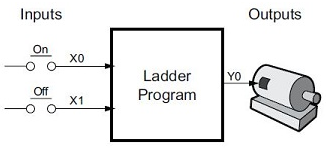 Inputs
Outputs
On
X0
Off
X1
Ladder
Program
Y0